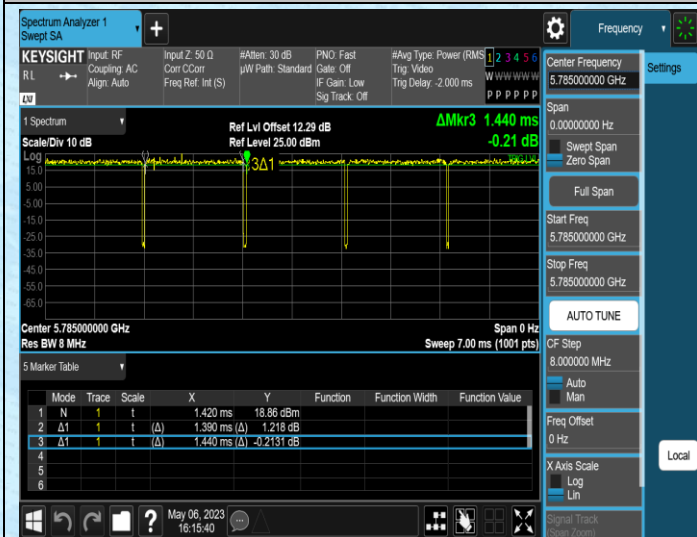 Spectrum Analyzer 1
Swept SA
Frequency
KEYSIGHT
RL
LXI
Input: RF
Coupling: AC
Align: Auto
Input Z: 50 Ω
Corr CCorr
Freq Ref: Int (S)
#Atten: 30 dB
µW Path: Standard
PNO: Fast
Gate: Off
IF Gain: Low
Sig Track: Off
#Avg Type: Power (RMS
Trig: Video
Trig Delay: -2.000 ms
1 2 3 4 5 6
W W W W W W
P P P P P P
1 Spectrum
Scale/Div 10 dB
Ref Lvl Offset 12.29 dB
Ref Level 25.00 dBm
ΔMkr3 1.440 ms
-0.21 dB
Log
15.0
5.00
-5.00
-15.0
-25.0
-35.0
-45.0
-55.0
-65.0
3Δ1
Center 5.785000000 GHz
Res BW 8 MHz
Span 0 Hz
Sweep 7.00 ms (1001 pts)
5 Marker Table
Mode Trace Scale X Y Function Function Width Function Value
1 N 1 t 1.420 ms 18.86 dBm
2 Δ1 1 t (Δ) 1.390 ms (Δ) 1.218 dB
3 Δ1 1 t (Δ) 1.440 ms (Δ) -0.2131 dB
4
5
6
May 06, 2023
16:15:40
Center Frequency
5.785000000 GHz
Span
0.00000000 Hz
Swept Span
Zero Span
Full Span
Start Freq
5.785000000 GHz
Stop Freq
5.785000000 GHz
AUTO TUNE
CF Step
8.000000 MHz
Auto
Man
Freq Offset
0 Hz
X Axis Scale
Log
Lin
Signal Track
(Span Zoom)
Settings
Local